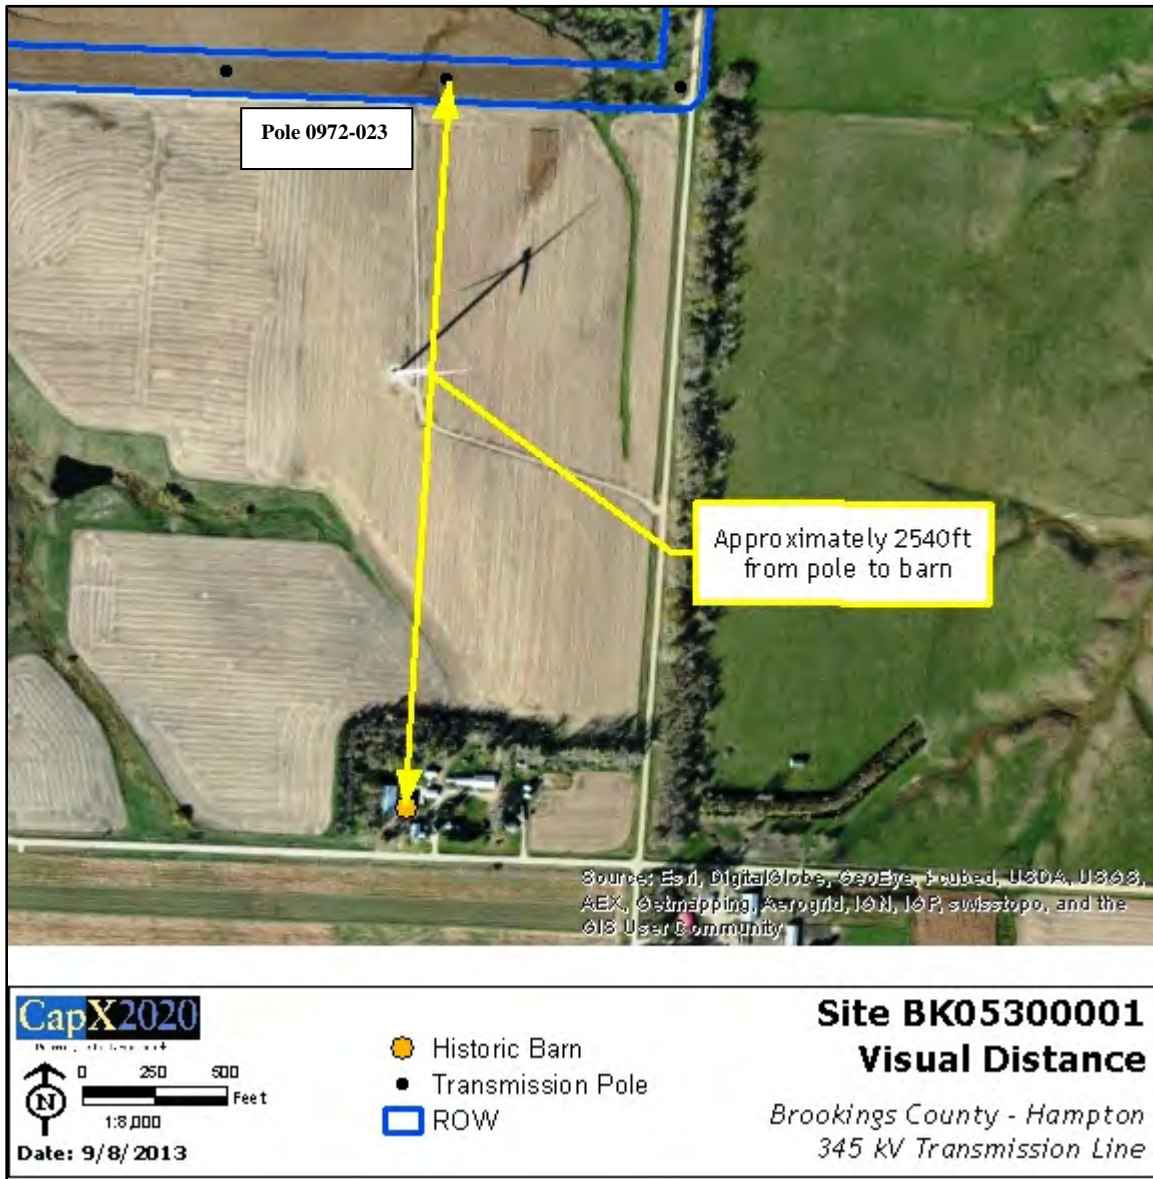 Pole 0972-023
Approximately 2540ft
from pole to barn
Source: Esri, DigitalGlobe, GeoEye, i-cubed, USDA, USGS,
AEX, Getmapping, Aerogrid, IGN, IGP, swisstopo, and the
GIS User Community
CapX2020
0 250 500
Feet
N
1:8,000
Date: 9/8/2013
Historic Barn
Transmission Pole
ROW
Site BK05300001
Visual Distance
Brookings County - Hampton
345 kV Transmission Line